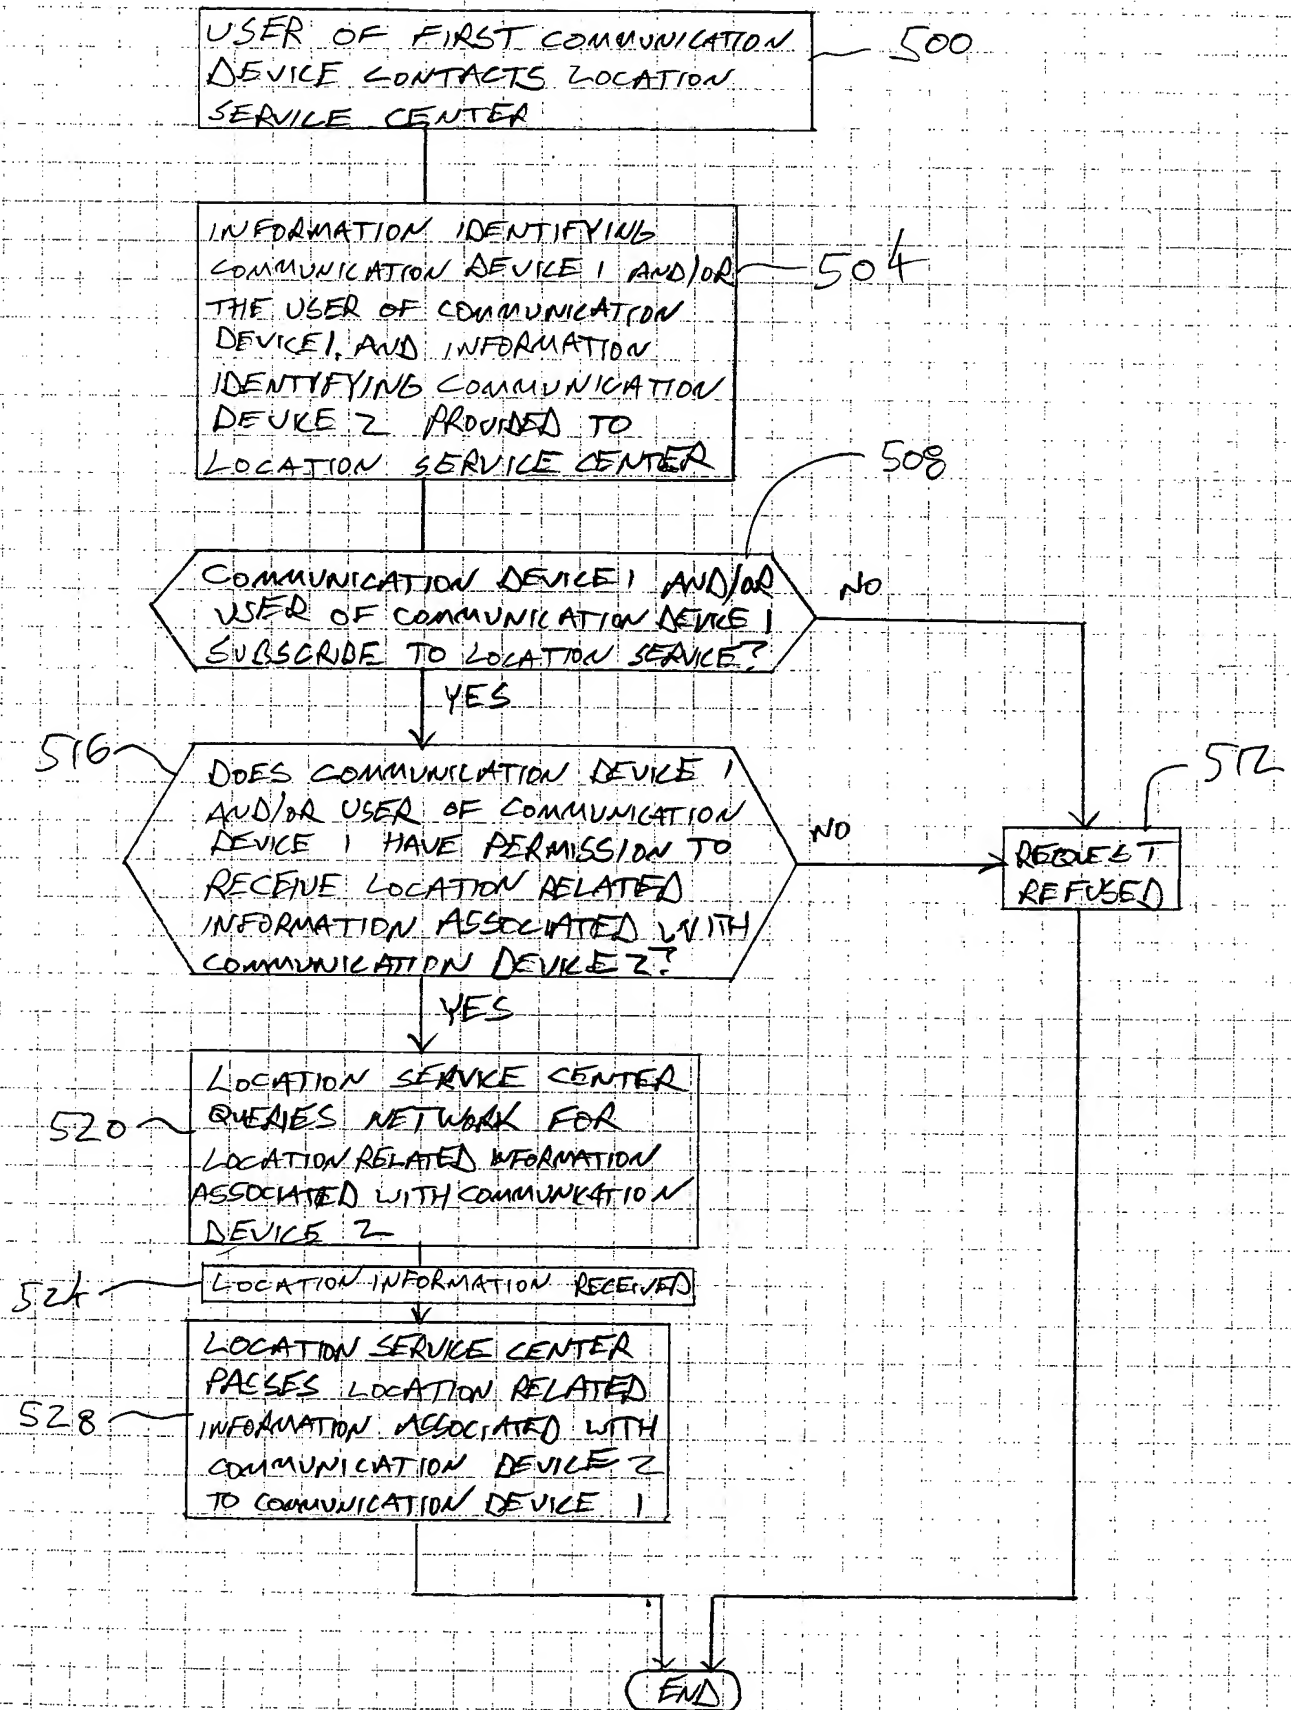 USER OF FIRST COMMUNICATION
DEVICE CONTACTS LOCATION
SERVICE CENTER
500
INFORMATION IDENTIFYING
COMMUNICATION DEVICE 1 AND/OR
THE USER OF COMMUNICATION
DEVICE 1, AND INFORMATION
IDENTIFYING COMMUNICATION
DEVICE 2 PROVIDED TO
LOCATION SERVICE CENTER
504
508
COMMUNICATION DEVICE 1 AND/OR
USER OF COMMUNICATION DEVICE 1
SUBSCRIBE TO LOCATION SERVICE?
NO
YES
516
DOES COMMUNICATION DEVICE 1
AND/OR USER OF COMMUNICATION
DEVICE 1 HAVE PERMISSION TO
RECEIVE LOCATION RELATED
INFORMATION ASSOCIATED WITH
COMMUNICATION DEVICE 2?
NO
512
REQUEST
REFUSED
YES
520
LOCATION SERVICE CENTER
QUERIES NETWORK FOR
LOCATION RELATED INFORMATION
ASSOCIATED WITH COMMUNICATION
DEVICE 2
524
LOCATION INFORMATION RECEIVED
528
LOCATION SERVICE CENTER
PASSES LOCATION RELATED
INFORMATION ASSOCIATED WITH
COMMUNICATION DEVICE 2
TO COMMUNICATION DEVICE 1
END